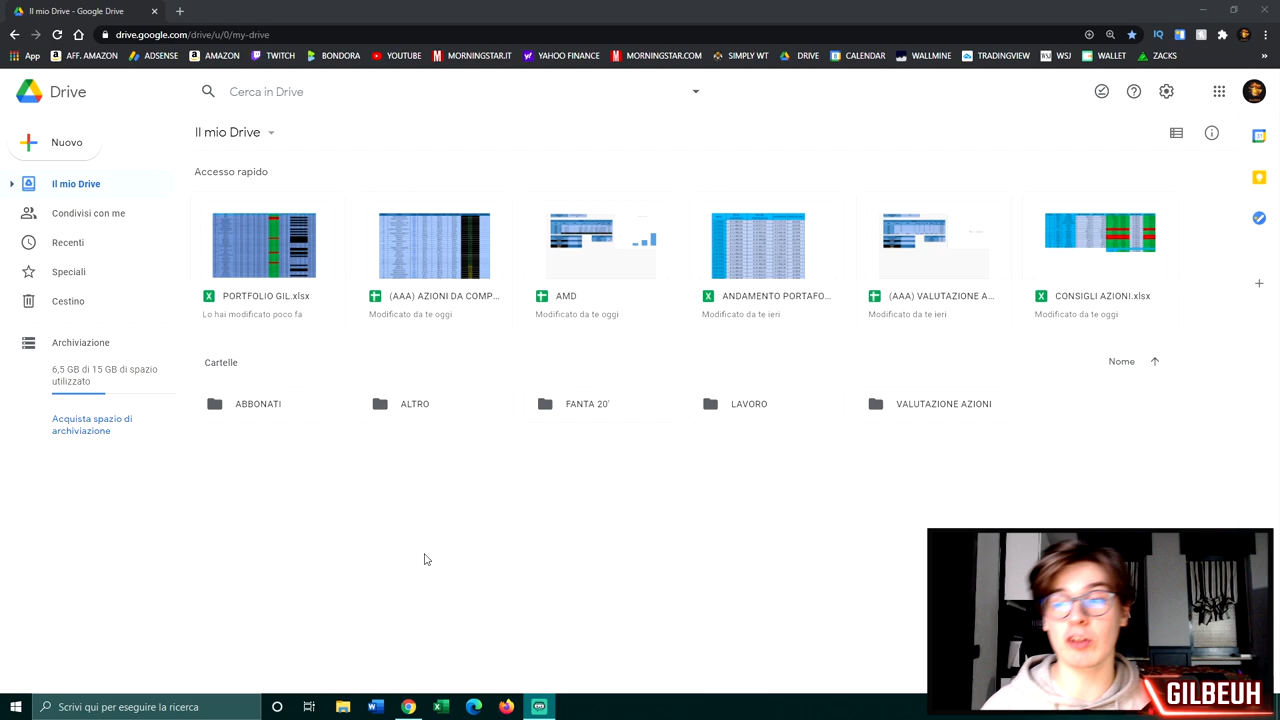 Il mio Drive - Google Drive
drive.google.com/drive/u/0/my-drive
App
AFF. AMAZON
ADSENSE
TWITCH
BONDORA
YOUTUBE
MORNINGSTAR.IT
YAHOO FINANCE
MORNINGSTAR.COM
SIMPLY WT
DRIVE
CALENDAR
WALLMINE
TRADINGVIEW
WSJ
WALLET
ZACKS
Drive
Cerca in Drive
Nuovo
Il mio Drive
Condivisi con me
Recenti
Speciali
Cestino
Archiviazione
6,5 GB di 15 GB di spazio
utilizzato
Acquista spazio di
archiviazione
Il mio Drive
Accesso rapido
PORTFOLIO GIL.xlsx
Lo hai modificato poco fa
(AAA) AZIONI DA COMP...
Modificato da te oggi
AMD
Modificato da te oggi
ANDAMENTO PORTAFO...
Modificato da te ieri
(AAA) VALUTAZIONE A...
Modificato da te ieri
CONSIGLI AZIONI.xlsx
Modificato da te oggi
Cartelle
Nome
ABBONATI
ALTRO
FANTA 20'
LAVORO
VALUTAZIONE AZIONI
GILBEUH
Scrivi qui per eseguire la ricerca